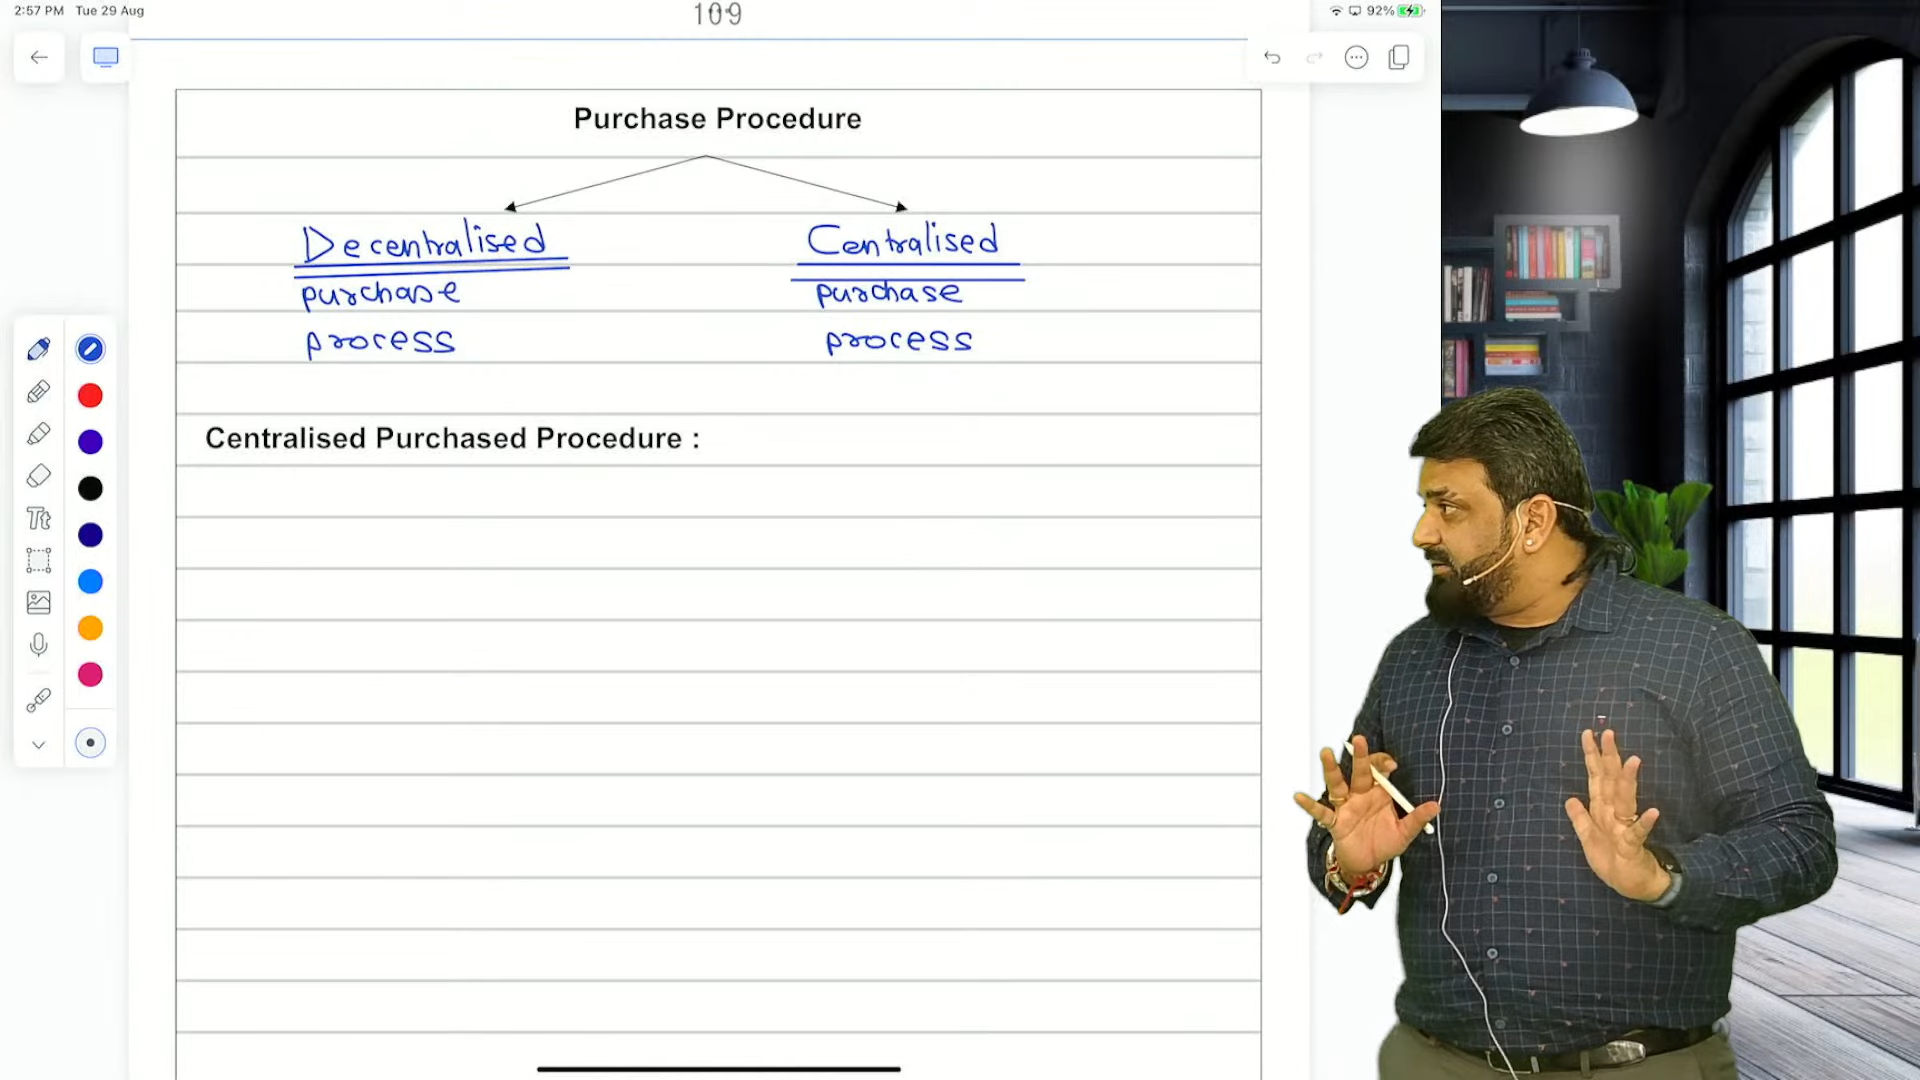 2:57 PM Tue 29 Aug
109
92%
Purchase Procedure
Decentralised
purchase
process
Centralised
purchase
process
Centralised Purchased Procedure :
Tt